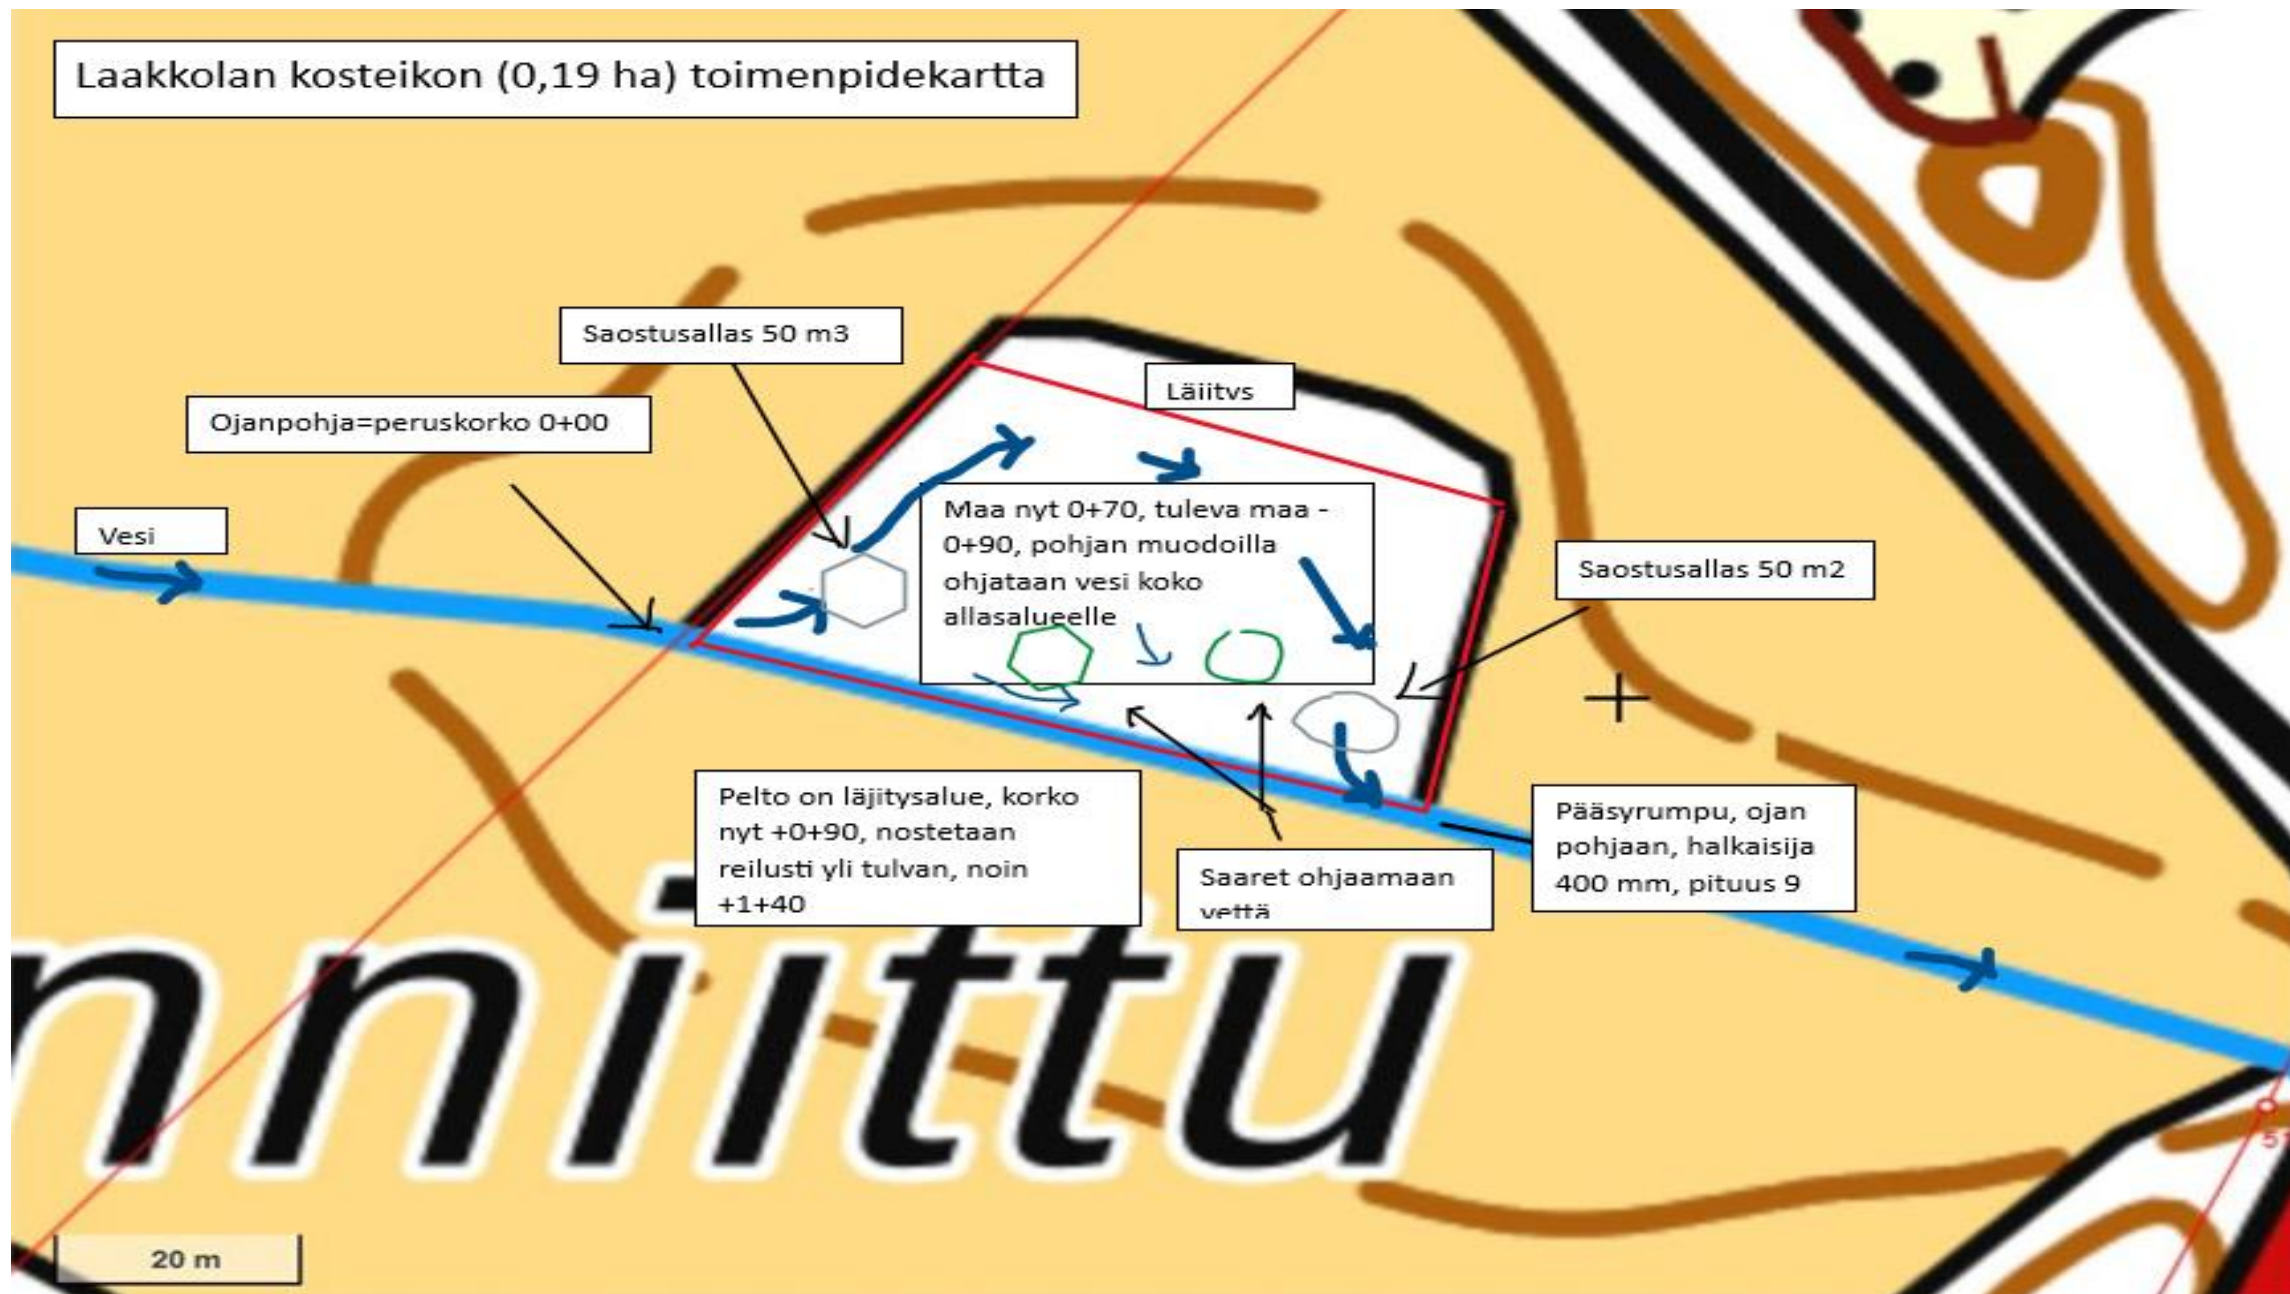 Laakkolan kosteikon (0,19 ha) toimenpidekartta
Saostusallas 50 m3
Läiitvs
Ojanpohja=peruskorko 0+00
Vesi
Maa nyt 0+70, tuleva maa -
0+90, pohjan muodoilla
ohjataan vesi koko
allasalueelle
Saostusallas 50 m2
Pelto on läjitysalue, korko
nyt +0+90, nostetaan
reilusti yli tulvan, noin
+1+40
Saaret ohjaamaan
vettä
Pääsyrumpu, ojan
pohjaan, halkaisija
400 mm, pituus 9
nniittu
20 m